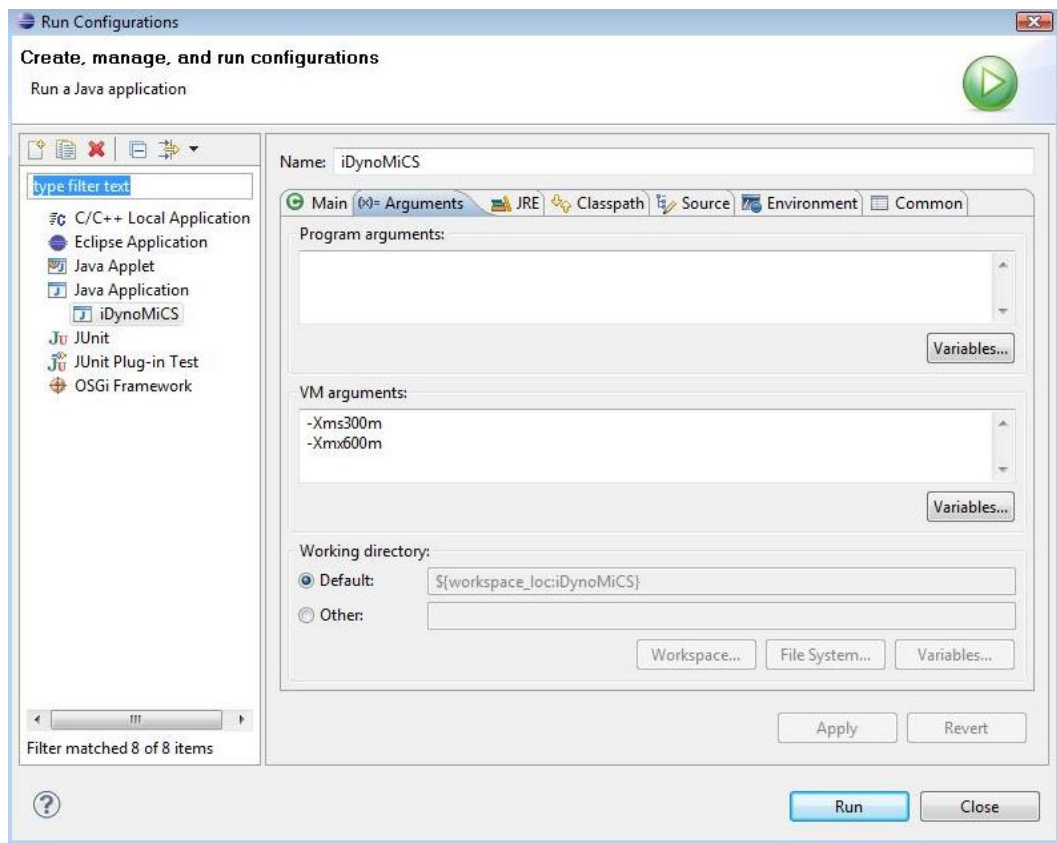 Run Configurations
Create, manage, and run configurations
Run a Java application
type filter text
C/C++ Local Application
Eclipse Application
Java Applet
Java Application
iDynoMiCS
JUnit
JUnit Plug-in Test
OSGi Framework
Filter matched 8 of 8 items
Name: iDynoMiCS
Main (x)= Arguments JRE Classpath Source Environment Common
Program arguments:
Variables...
VM arguments:
-Xms300m
-Xmx600m
Variables...
Working directory:
Default: ${workspace_loc:iDynoMiCS}
Other:
Workspace... File System... Variables...
Apply Revert
Run Close